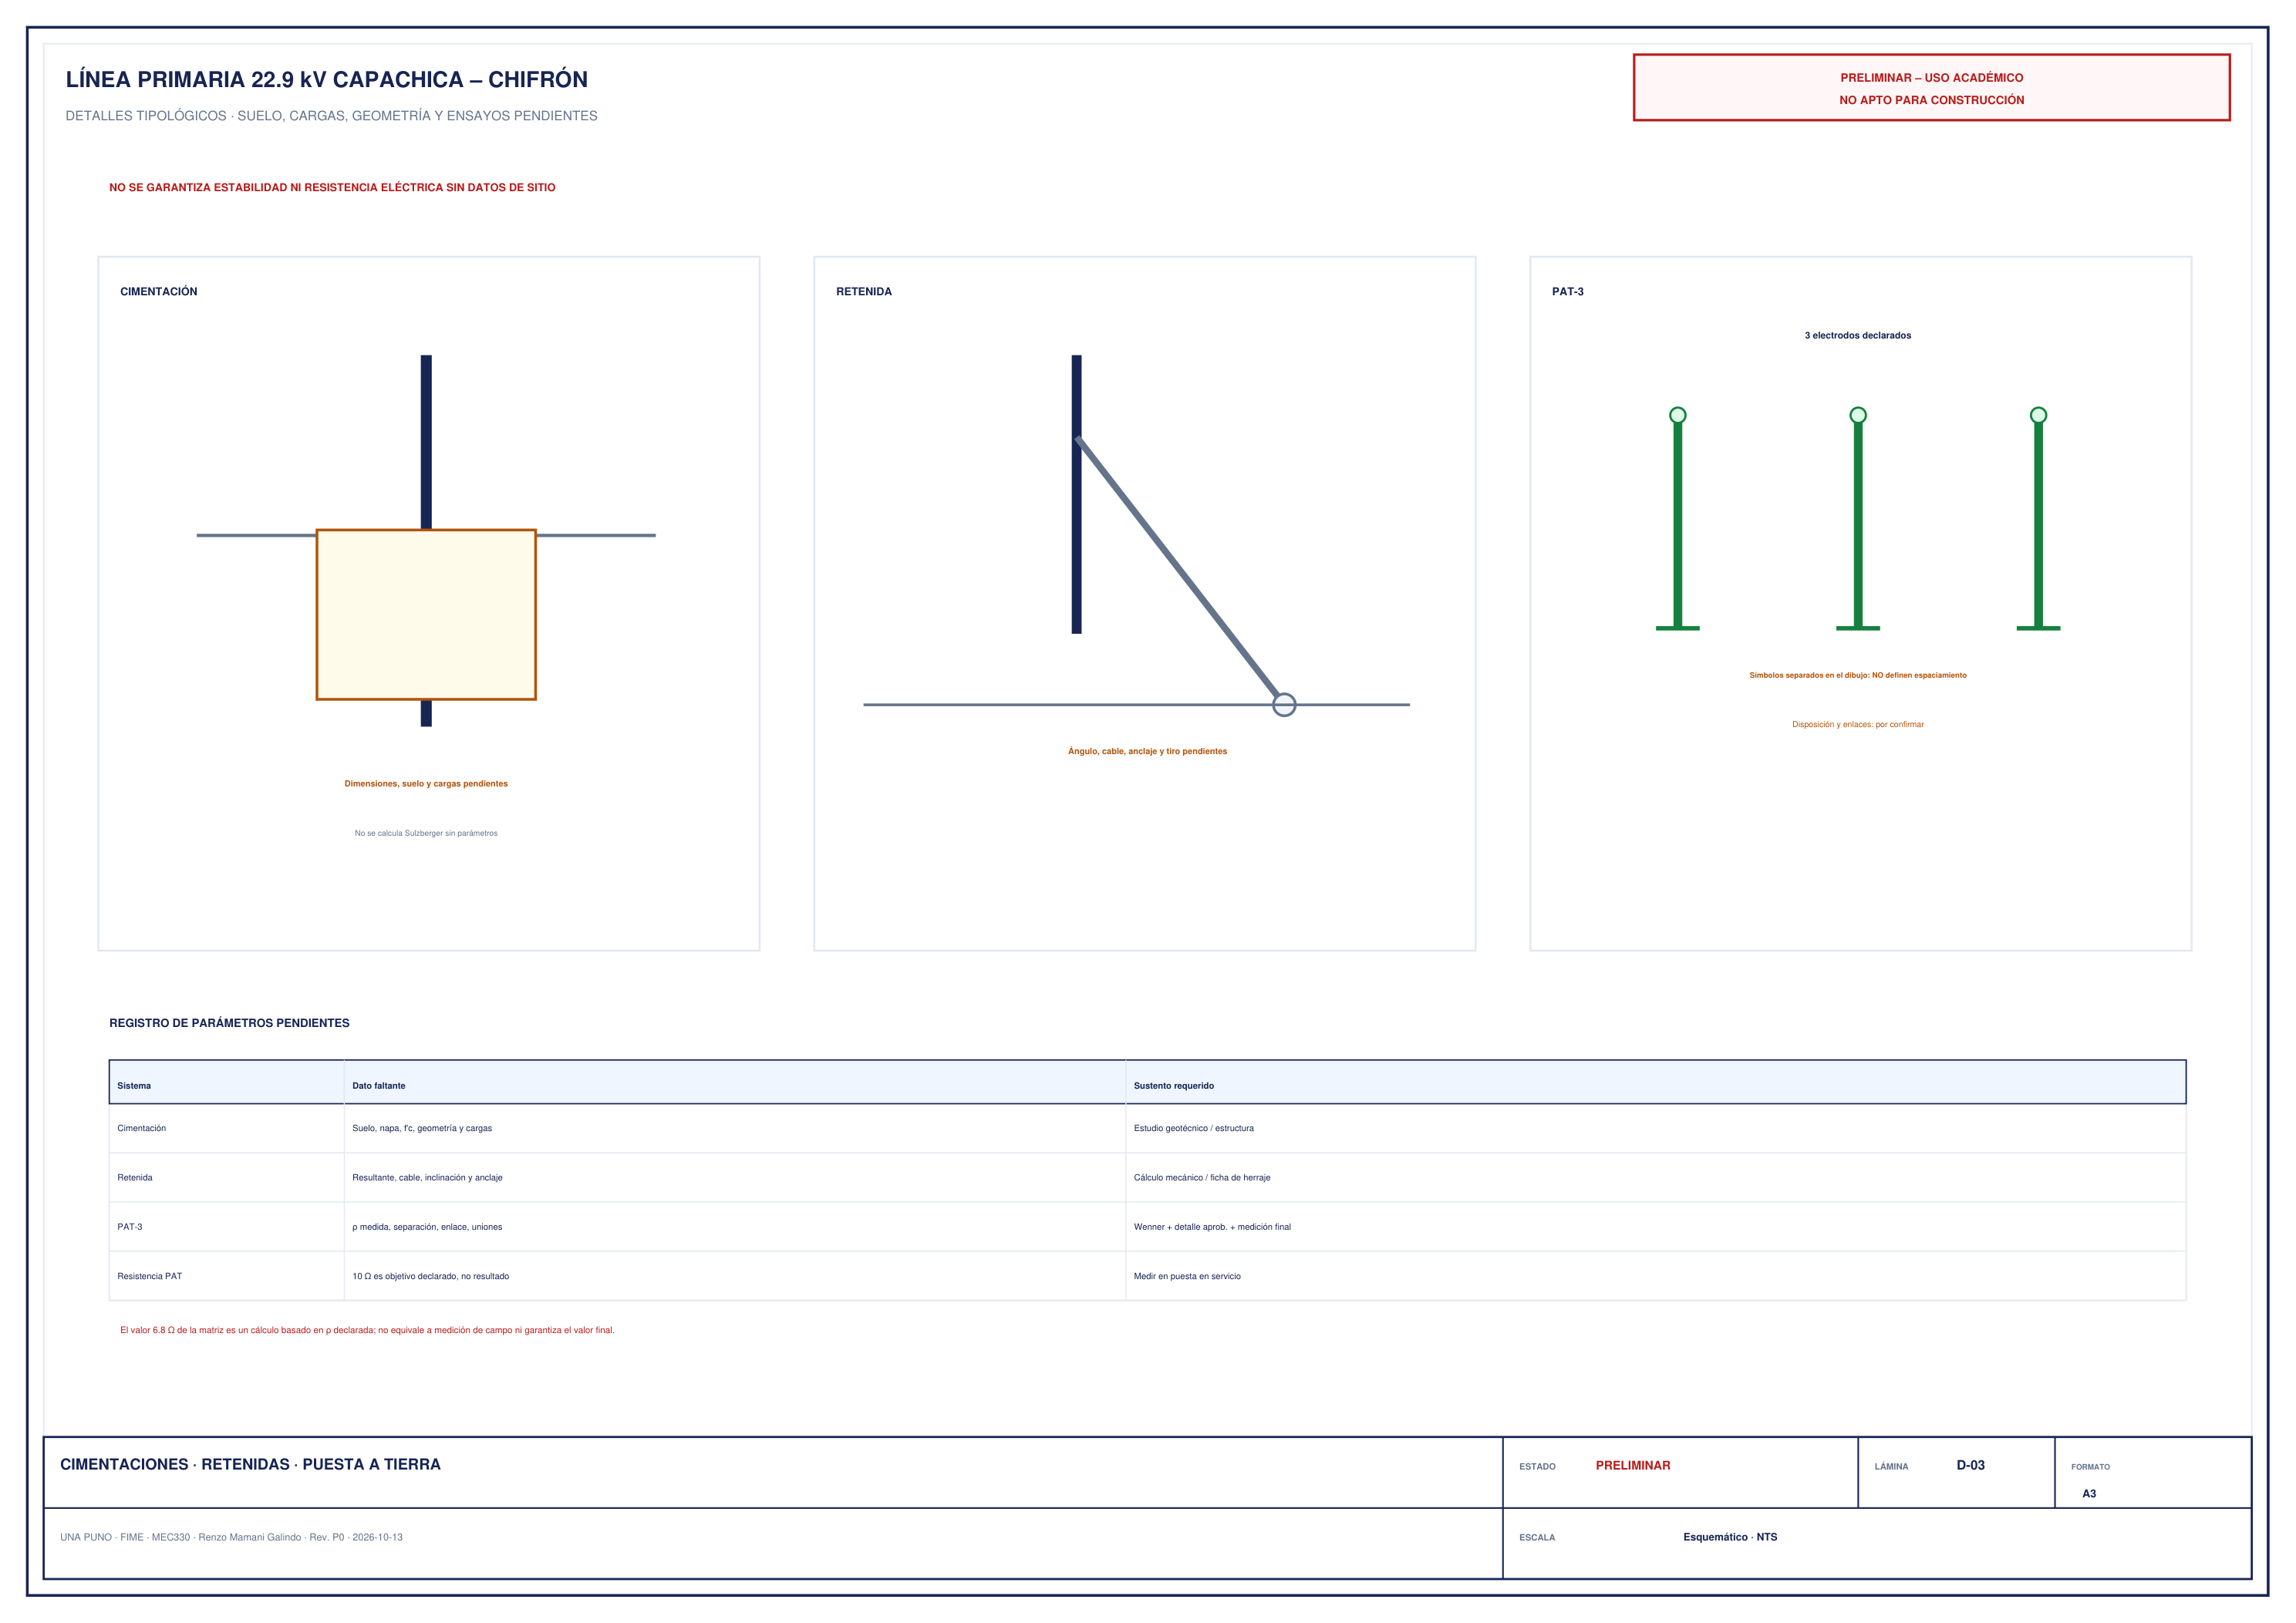 LÍNEA PRIMARIA 22.9 kV CAPACHICA – CHIFRÓN
DETALLES TIPOLÓGICOS · SUELO, CARGAS, GEOMETRÍA Y ENSAYOS PENDIENTES
PRELIMINAR – USO ACADÉMICO
NO APTO PARA CONSTRUCCIÓN
NO SE GARANTIZA ESTABILIDAD NI RESISTENCIA ELÉCTRICA SIN DATOS DE SITIO
CIMENTACIÓN
Dimensiones, suelo y cargas pendientes
No se calcula Sulzberger sin parámetros
RETENIDA
Ángulo, cable, anclaje y tiro pendientes
PAT-3
3 electrodos declarados
Símbolos separados en el dibujo: NO definen espaciamiento
Disposición y enlaces: por confirmar
REGISTRO DE PARÁMETROS PENDIENTES
Sistema Dato faltante Sustento requerido
Cimentación Suelo, napa, f'c, geometría y cargas Estudio geotécnico / estructura
Retenida Resultante, cable, inclinación y anclaje Cálculo mecánico / ficha de herraje
PAT-3 ρ medida, separación, enlace, uniones Wenner + detalle aprob. + medición final
Resistencia PAT 10 Ω es objetivo declarado, no resultado Medir en puesta en servicio
El valor 6.8 Ω de la matriz es un cálculo basado en ρ declarada; no equivale a medición de campo ni garantiza el valor final.
CIMENTACIONES · RETENIDAS · PUESTA A TIERRA
ESTADO PRELIMINAR
LÁMINA D-03
FORMATO
A3
UNA PUNO · FIME · MEC330 · Renzo Mamani Galindo · Rev. P0 · 2026-10-13
ESCALA Esquemático · NTS